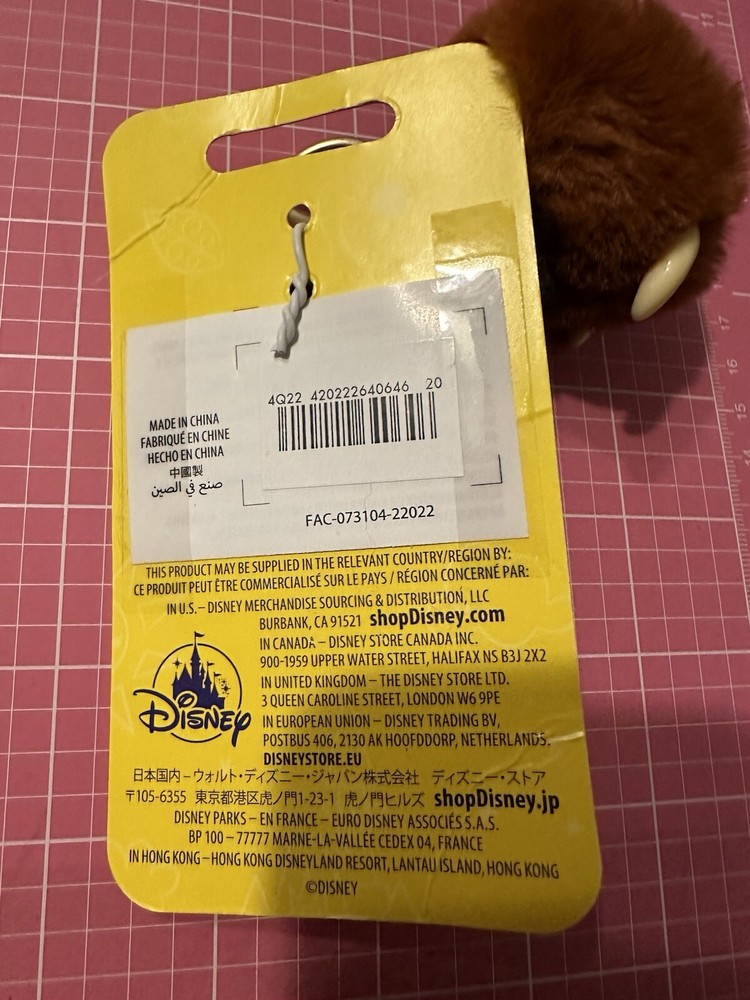 4Q22 420222640646 20
MADE IN CHINA
FABRIQUÉ EN CHINE
HECHO EN CHINA
中國製
صنع في الصين
FAC-073104-22022
THIS PRODUCT MAY BE SUPPLIED IN THE RELEVANT COUNTRY/REGION BY:
CE PRODUIT PEUT ÊTRE COMMERCIALISÉ SUR LE PAYS / RÉGION CONCERNÉ PAR:
IN U.S. – DISNEY MERCHANDISE SOURCING & DISTRIBUTION, LLC
BURBANK, CA 91521 shopDisney.com
IN CANADA – DISNEY STORE CANADA INC.
900-1959 UPPER WATER STREET, HALIFAX NS B3J 2X2
IN UNITED KINGDOM – THE DISNEY STORE LTD.
3 QUEEN CAROLINE STREET, LONDON W6 9PE
IN EUROPEAN UNION – DISNEY TRADING BV,
POSTBUS 406, 2130 AK HOOFDDORP, NETHERLANDS.
DISNEYSTORE.EU
Disney
日本国内 – ウォルト・ディズニー・ジャパン株式会社 ディズニー・ストア
〒105-6355 東京都港区虎ノ門1-23-1 虎ノ門ヒルズ shopDisney.jp
DISNEY PARKS – EN FRANCE – EURO DISNEY ASSOCIÉS S.A.S.
BP 100 – 77777 MARNE-LA-VALLÉE CEDEX 04, FRANCE
IN HONG KONG – HONG KONG DISNEYLAND RESORT, LANTAU ISLAND, HONG KONG
©DISNEY
17
16
15
14